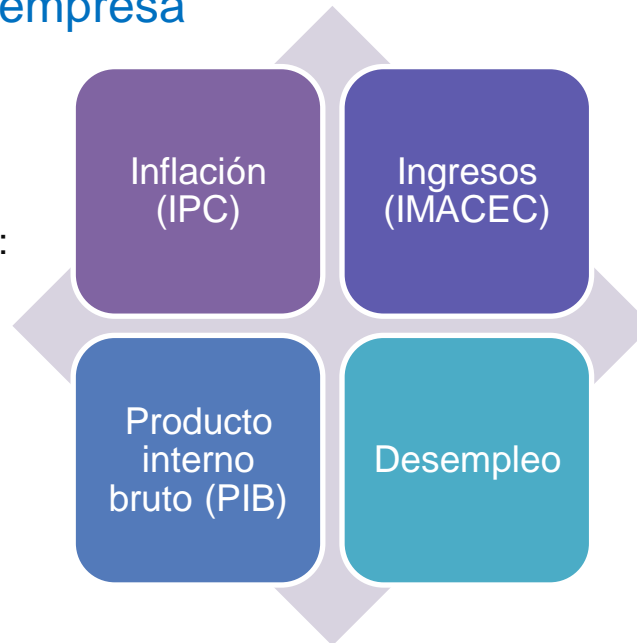 empresa
Inflación
(IPC)
Ingresos
(IMACEC)
:
Producto
interno
bruto (PIB)
Desempleo